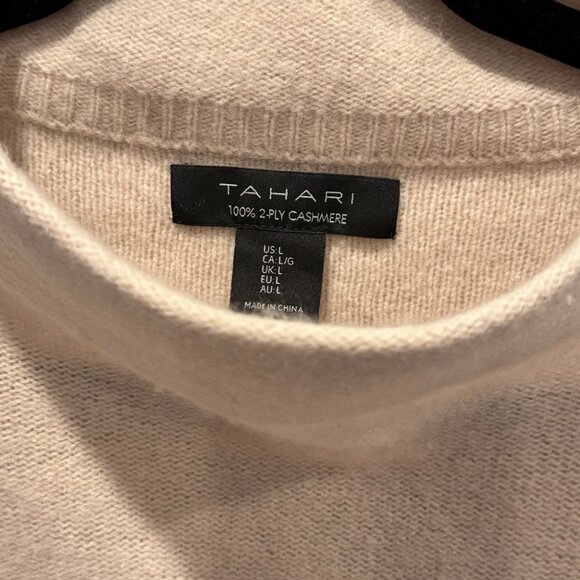 TAHARI
100% 2-PLY CASHMERE
US:L
CA:L/G
UK:L
EU:L
AU:L
MADE IN CHINA